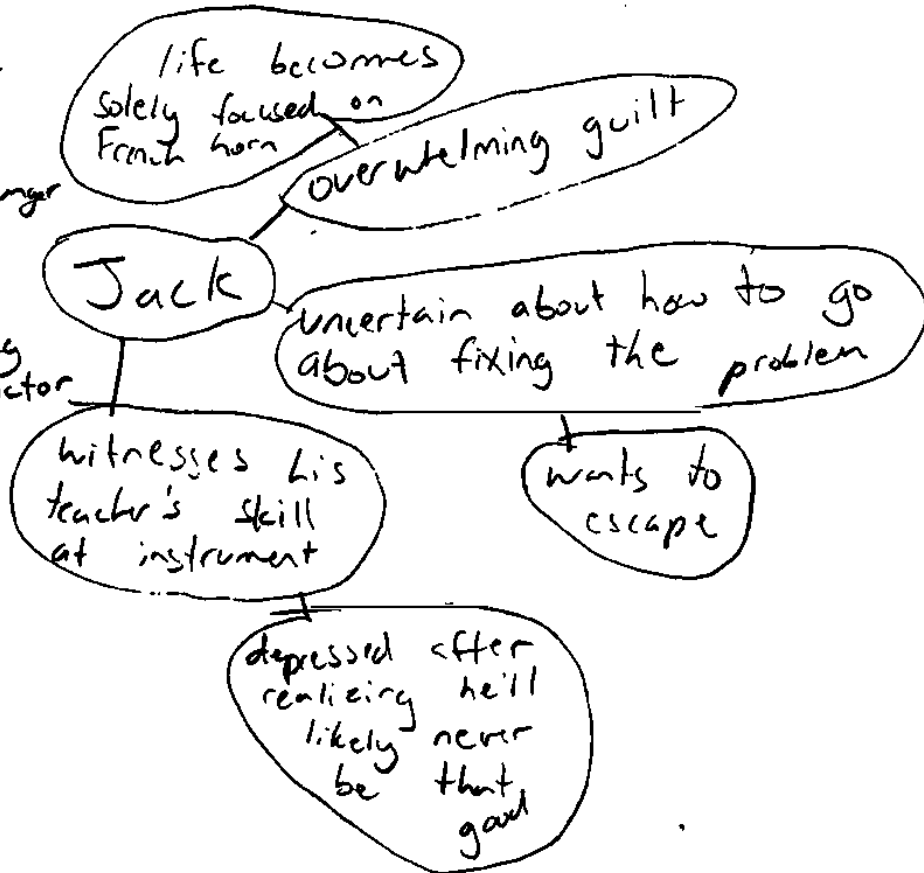 life becomes
solely focused on
French horn
overwhelming guilt
Jack
uncertain about how to go
about fixing the problem
witnesses his
teacher's skill
at instrument
wants to
escape
depressed after
realizing he'll
likely never
be that
good